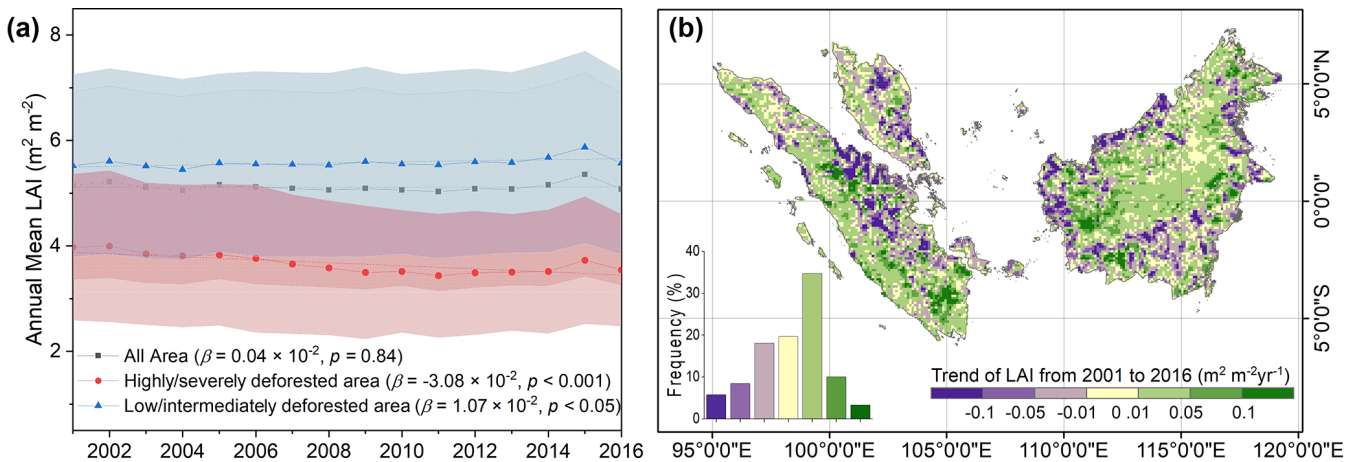 (a)
8
6
4
2
Annual Mean LAI (m² m⁻²)
All Area (β = 0.04 × 10⁻², p = 0.84)
Highly/severely deforested area (β = -3.08 × 10⁻², p < 0.001)
Low/intermediately deforested area (β = 1.07 × 10⁻², p < 0.05)
2002 2004 2006 2008 2010 2012 2014 2016
(b)
5°0'0"N
0°0'0"
5°0'0"S
40
30
20
10
0
Frequency (%)
Trend of LAI from 2001 to 2016 (m² m⁻²yr⁻¹)
-0.1 -0.05 -0.01 0.01 0.05 0.1
95°0'0"E 100°0'0"E 105°0'0"E 110°0'0"E 115°0'0"E 120°0'0"E